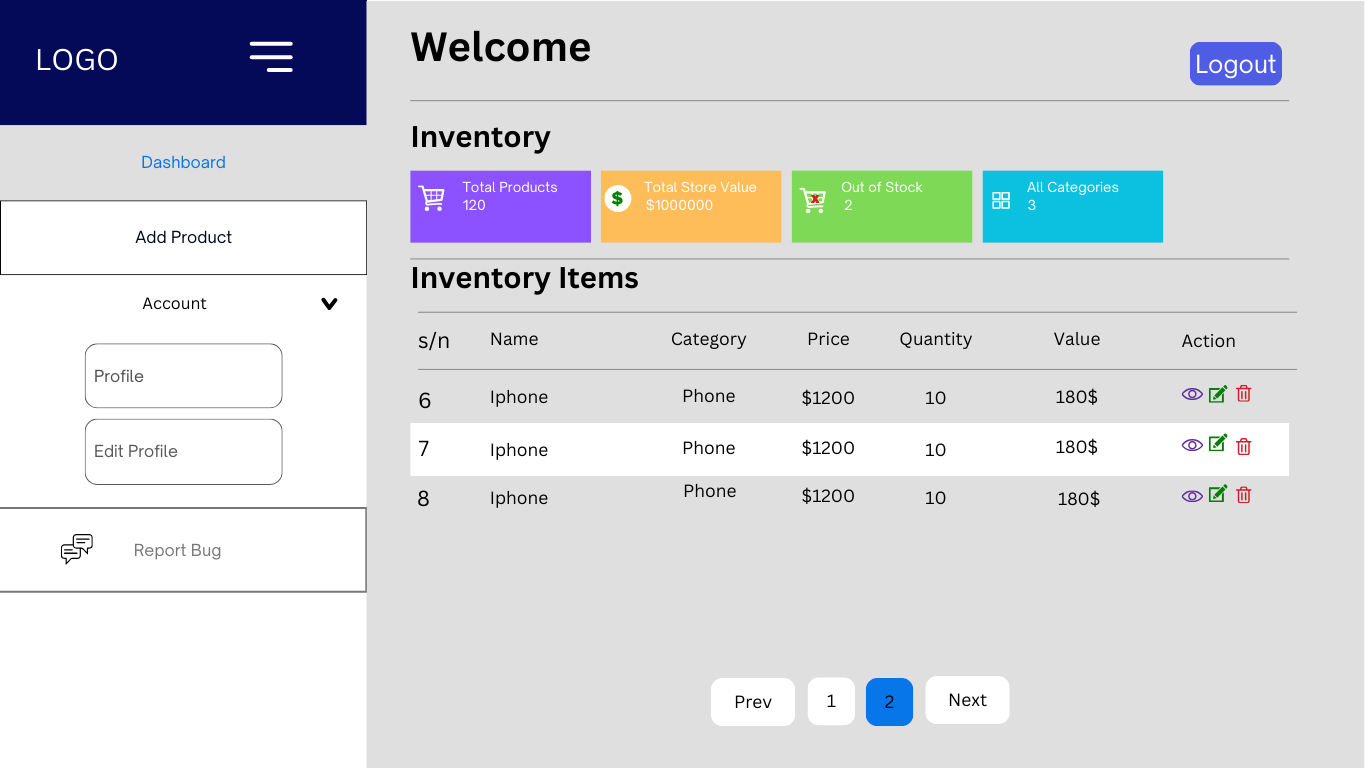 LOGO
Welcome
Logout
Dashboard
Add Product
Account
Profile
Edit Profile
Report Bug
Inventory
Total Products
120
Total Store Value
$1000000
$
Out of Stock
2
x
All Categories
3
Inventory Items
s/n Name Category Price Quantity Value Action
6 Iphone Phone $1200 10 180$
7 Iphone Phone $1200 10 180$
8 Iphone Phone $1200 10 180$
Prev 1 2 Next